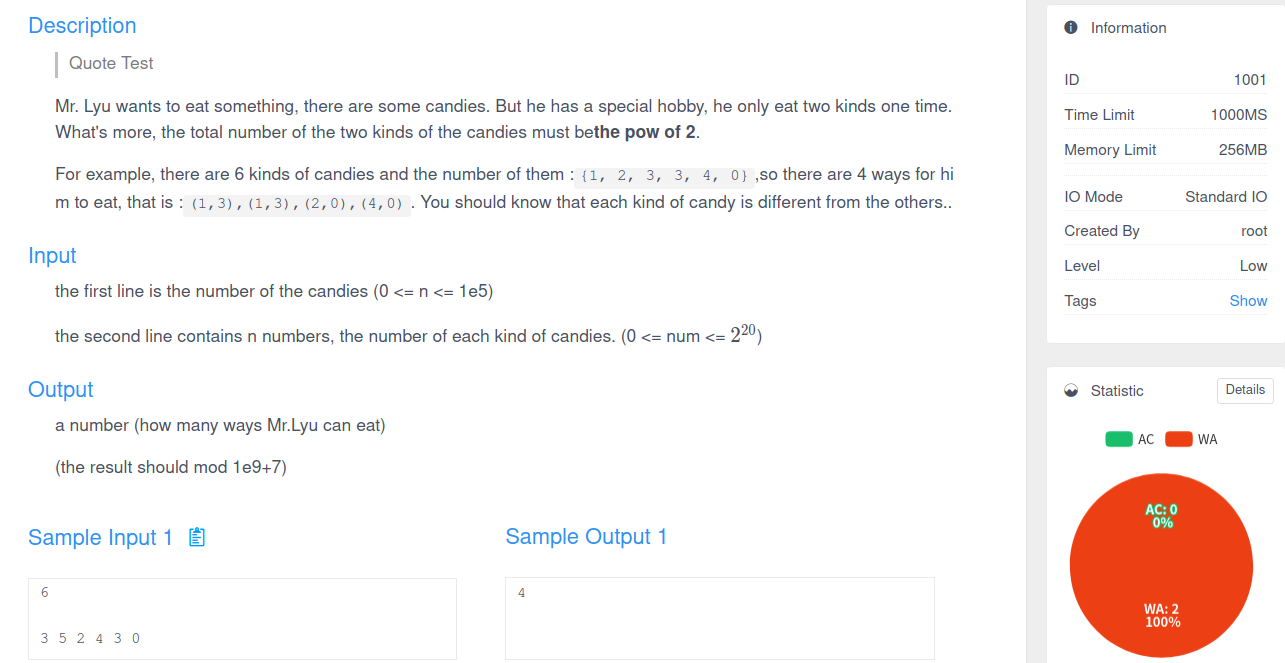 Description
Quote Test
Mr. Lyu wants to eat something, there are some candies. But he has a special hobby, he only eat two kinds one time.
What's more, the total number of the two kinds of the candies must bethe pow of 2.
For example, there are 6 kinds of candies and the number of them : {1, 2, 3, 3, 4, 0} ,so there are 4 ways for hi
m to eat, that is : (1,3),(1,3),(2,0),(4,0) . You should know that each kind of candy is different from the others..
Input
the first line is the number of the candies (0 <= n <= 1e5)
the second line contains n numbers, the number of each kind of candies. (0 <= num <= 2^20)
Output
a number (how many ways Mr.Lyu can eat)
(the result should mod 1e9+7)
Sample Input 1
6
3 5 2 4 3 0
Sample Output 1
4
Information
ID 1001
Time Limit 1000MS
Memory Limit 256MB
IO Mode Standard IO
Created By root
Level Low
Tags Show
Statistic Details
AC WA
AC: 0
0%
WA: 2
100%